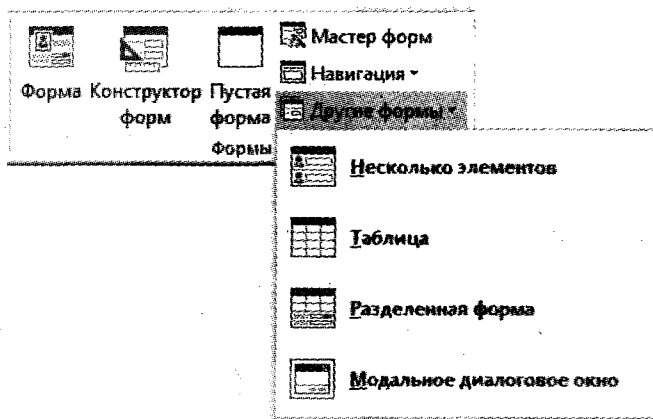 Мастер форм
Навигация
Форма Конструктор форм Пустая форма
Другие формы
Формы
Несколько элементов
Таблица
Разделенная форма
Модальное диалоговое окно